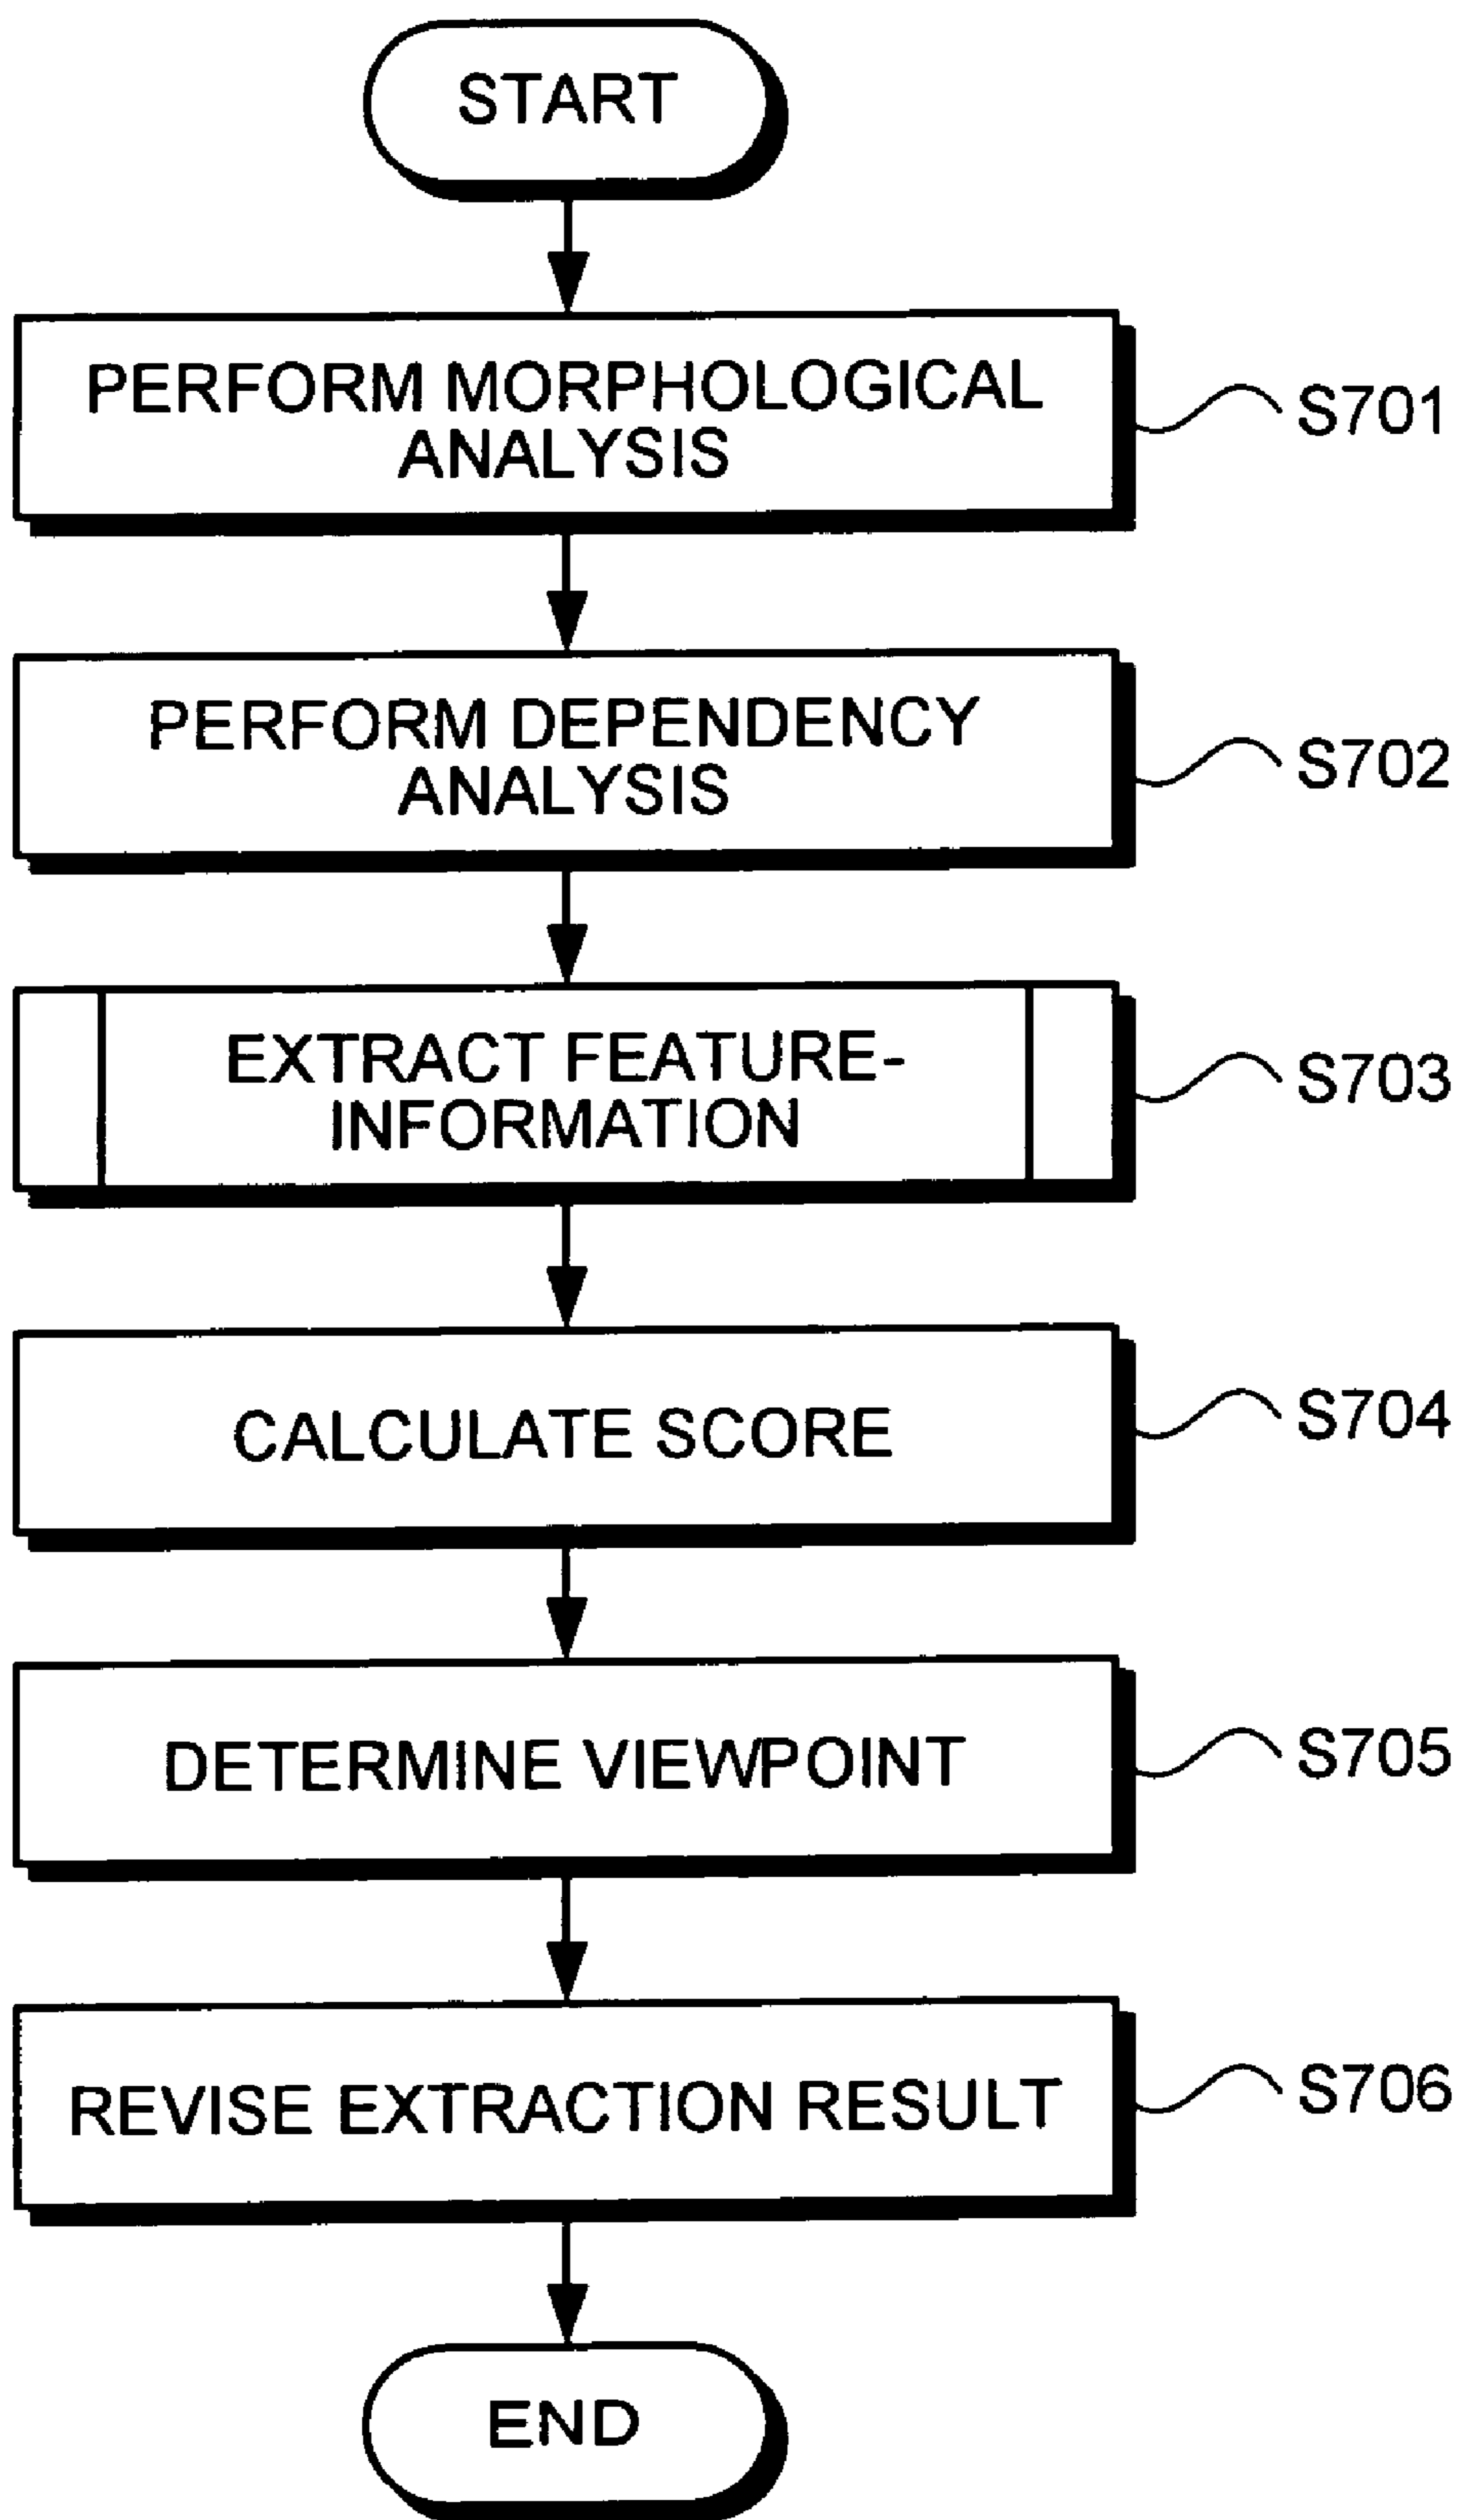 START
PERFORM MORPHOLOGICAL
ANALYSIS
S701
PERFORM DEPENDENCY
ANALYSIS
S702
EXTRACT FEATURE-
INFORMATION
S703
CALCULATE SCORE
S704
DETERMINE VIEWPOINT
S705
REVISE EXTRACTION RESULT
S706
END